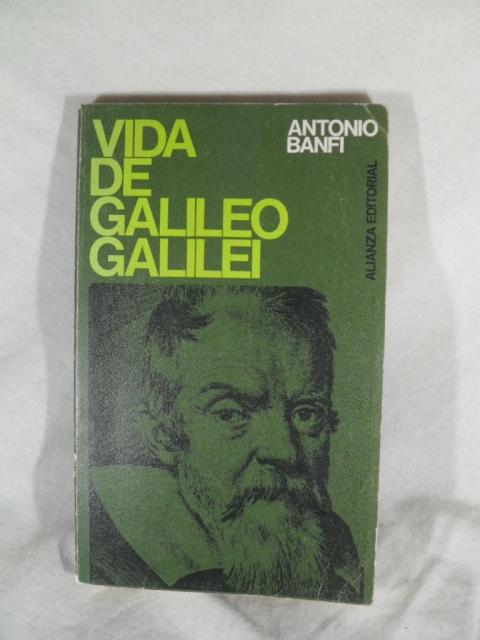 VIDA
DE
GALILEO
GALILEI
ANTONIO
BANFI
ALIANZA EDITORIAL